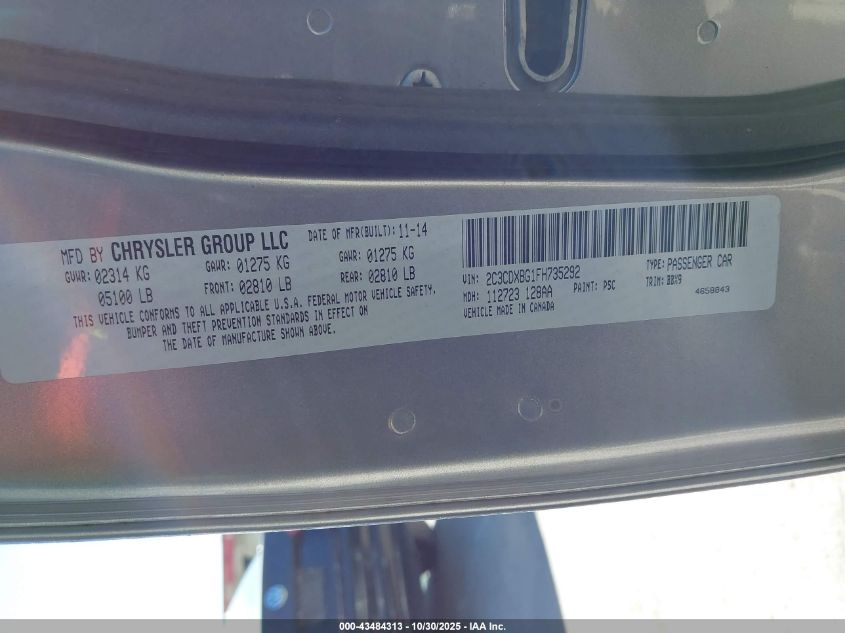 MFD BY CHRYSLER GROUP LLC DATE OF MFR(BUILT): 11-14
GVWR: 02314 KG GAWR: 01275 KG GAWR: 01275 KG
05100 LB FRONT: 02810 LB REAR: 02810 LB
THIS VEHICLE CONFORMS TO ALL APPLICABLE U.S.A. FEDERAL MOTOR VEHICLE SAFETY,
BUMPER AND THEFT PREVENTION STANDARDS IN EFFECT ON
THE DATE OF MANUFACTURE SHOWN ABOVE.
VIN: 2C3CDXBG1FH735292 TYPE: PASSENGER CAR
MDH: 112723 128AA PAINT: PSC TRIM: BBX9
VEHICLE MADE IN CANADA 4658843
000-43484313 - 10/30/2025 - IAA Inc.